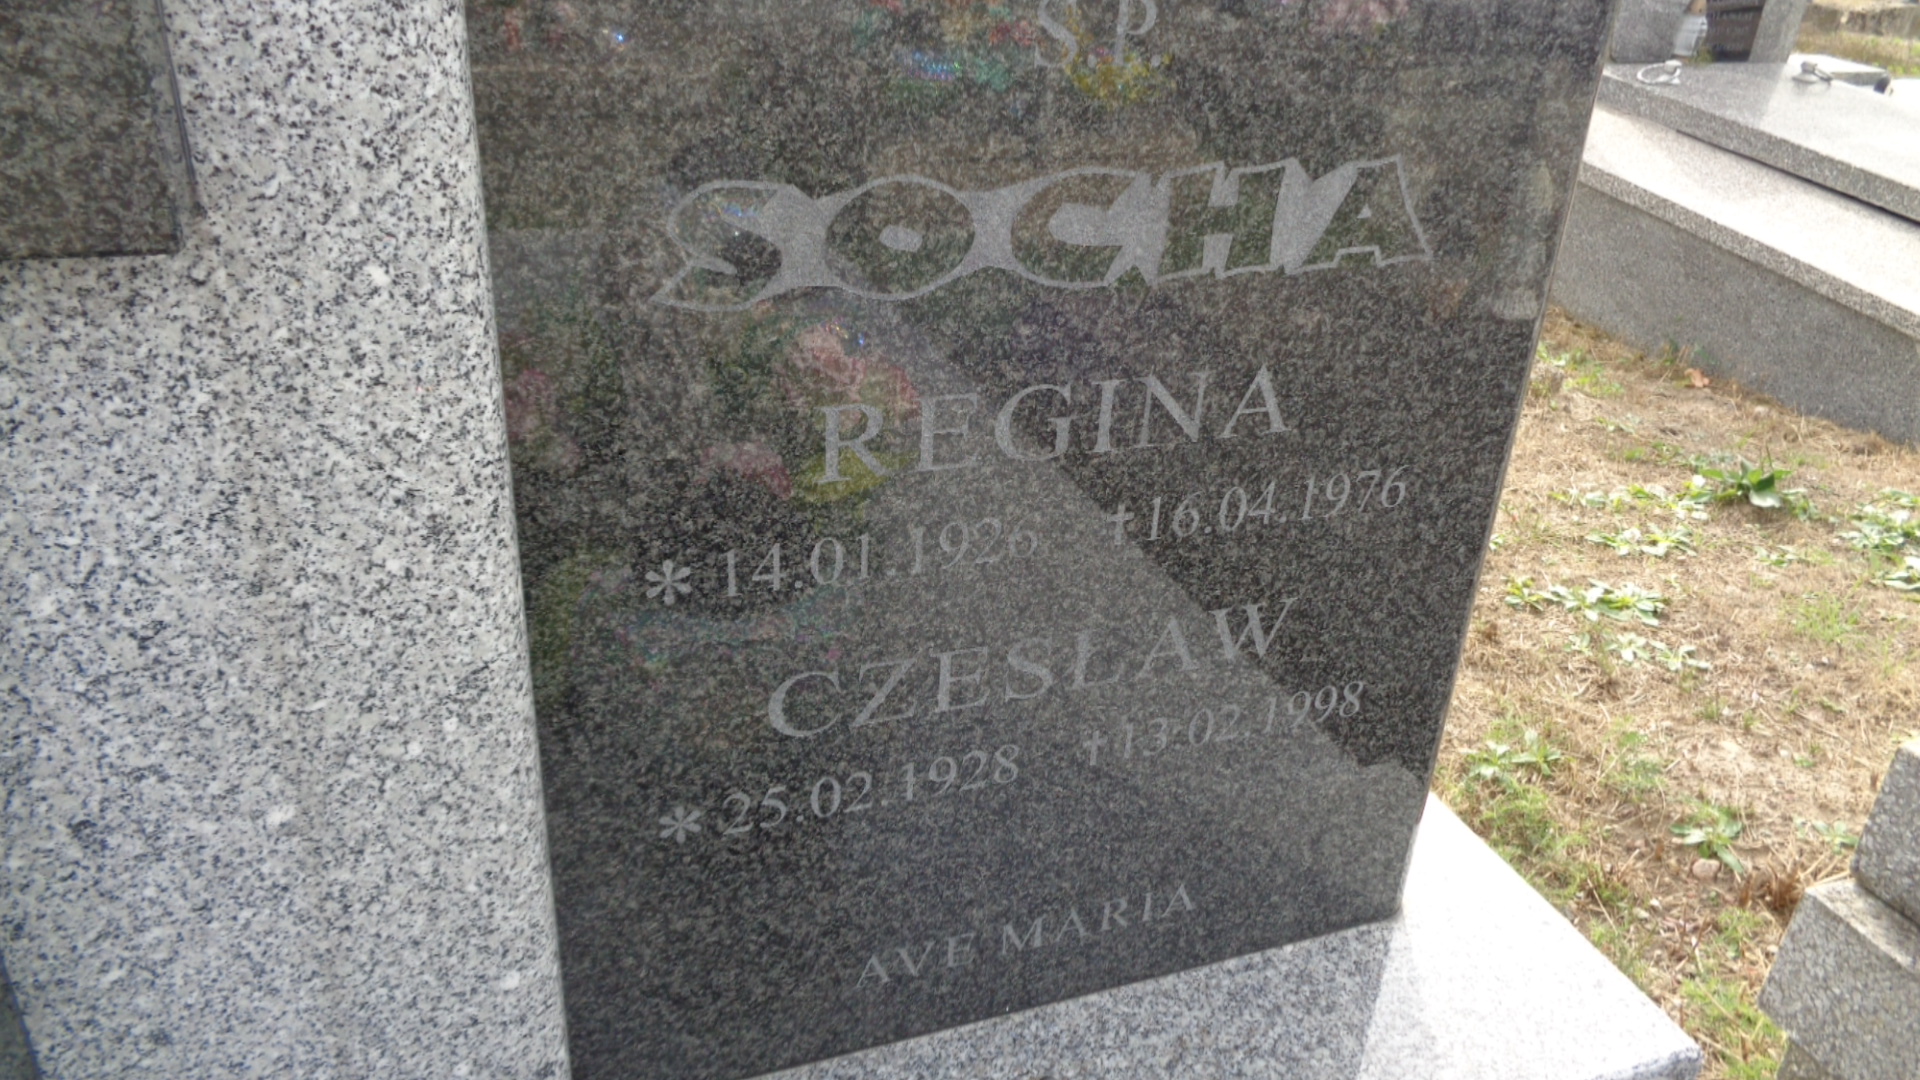 S.P.
SOCHA
REGINA
* 14.01.1926 †16.04.1976
CZESŁAW
* 25.02.1928 †13.02.1998
AVE MARIA